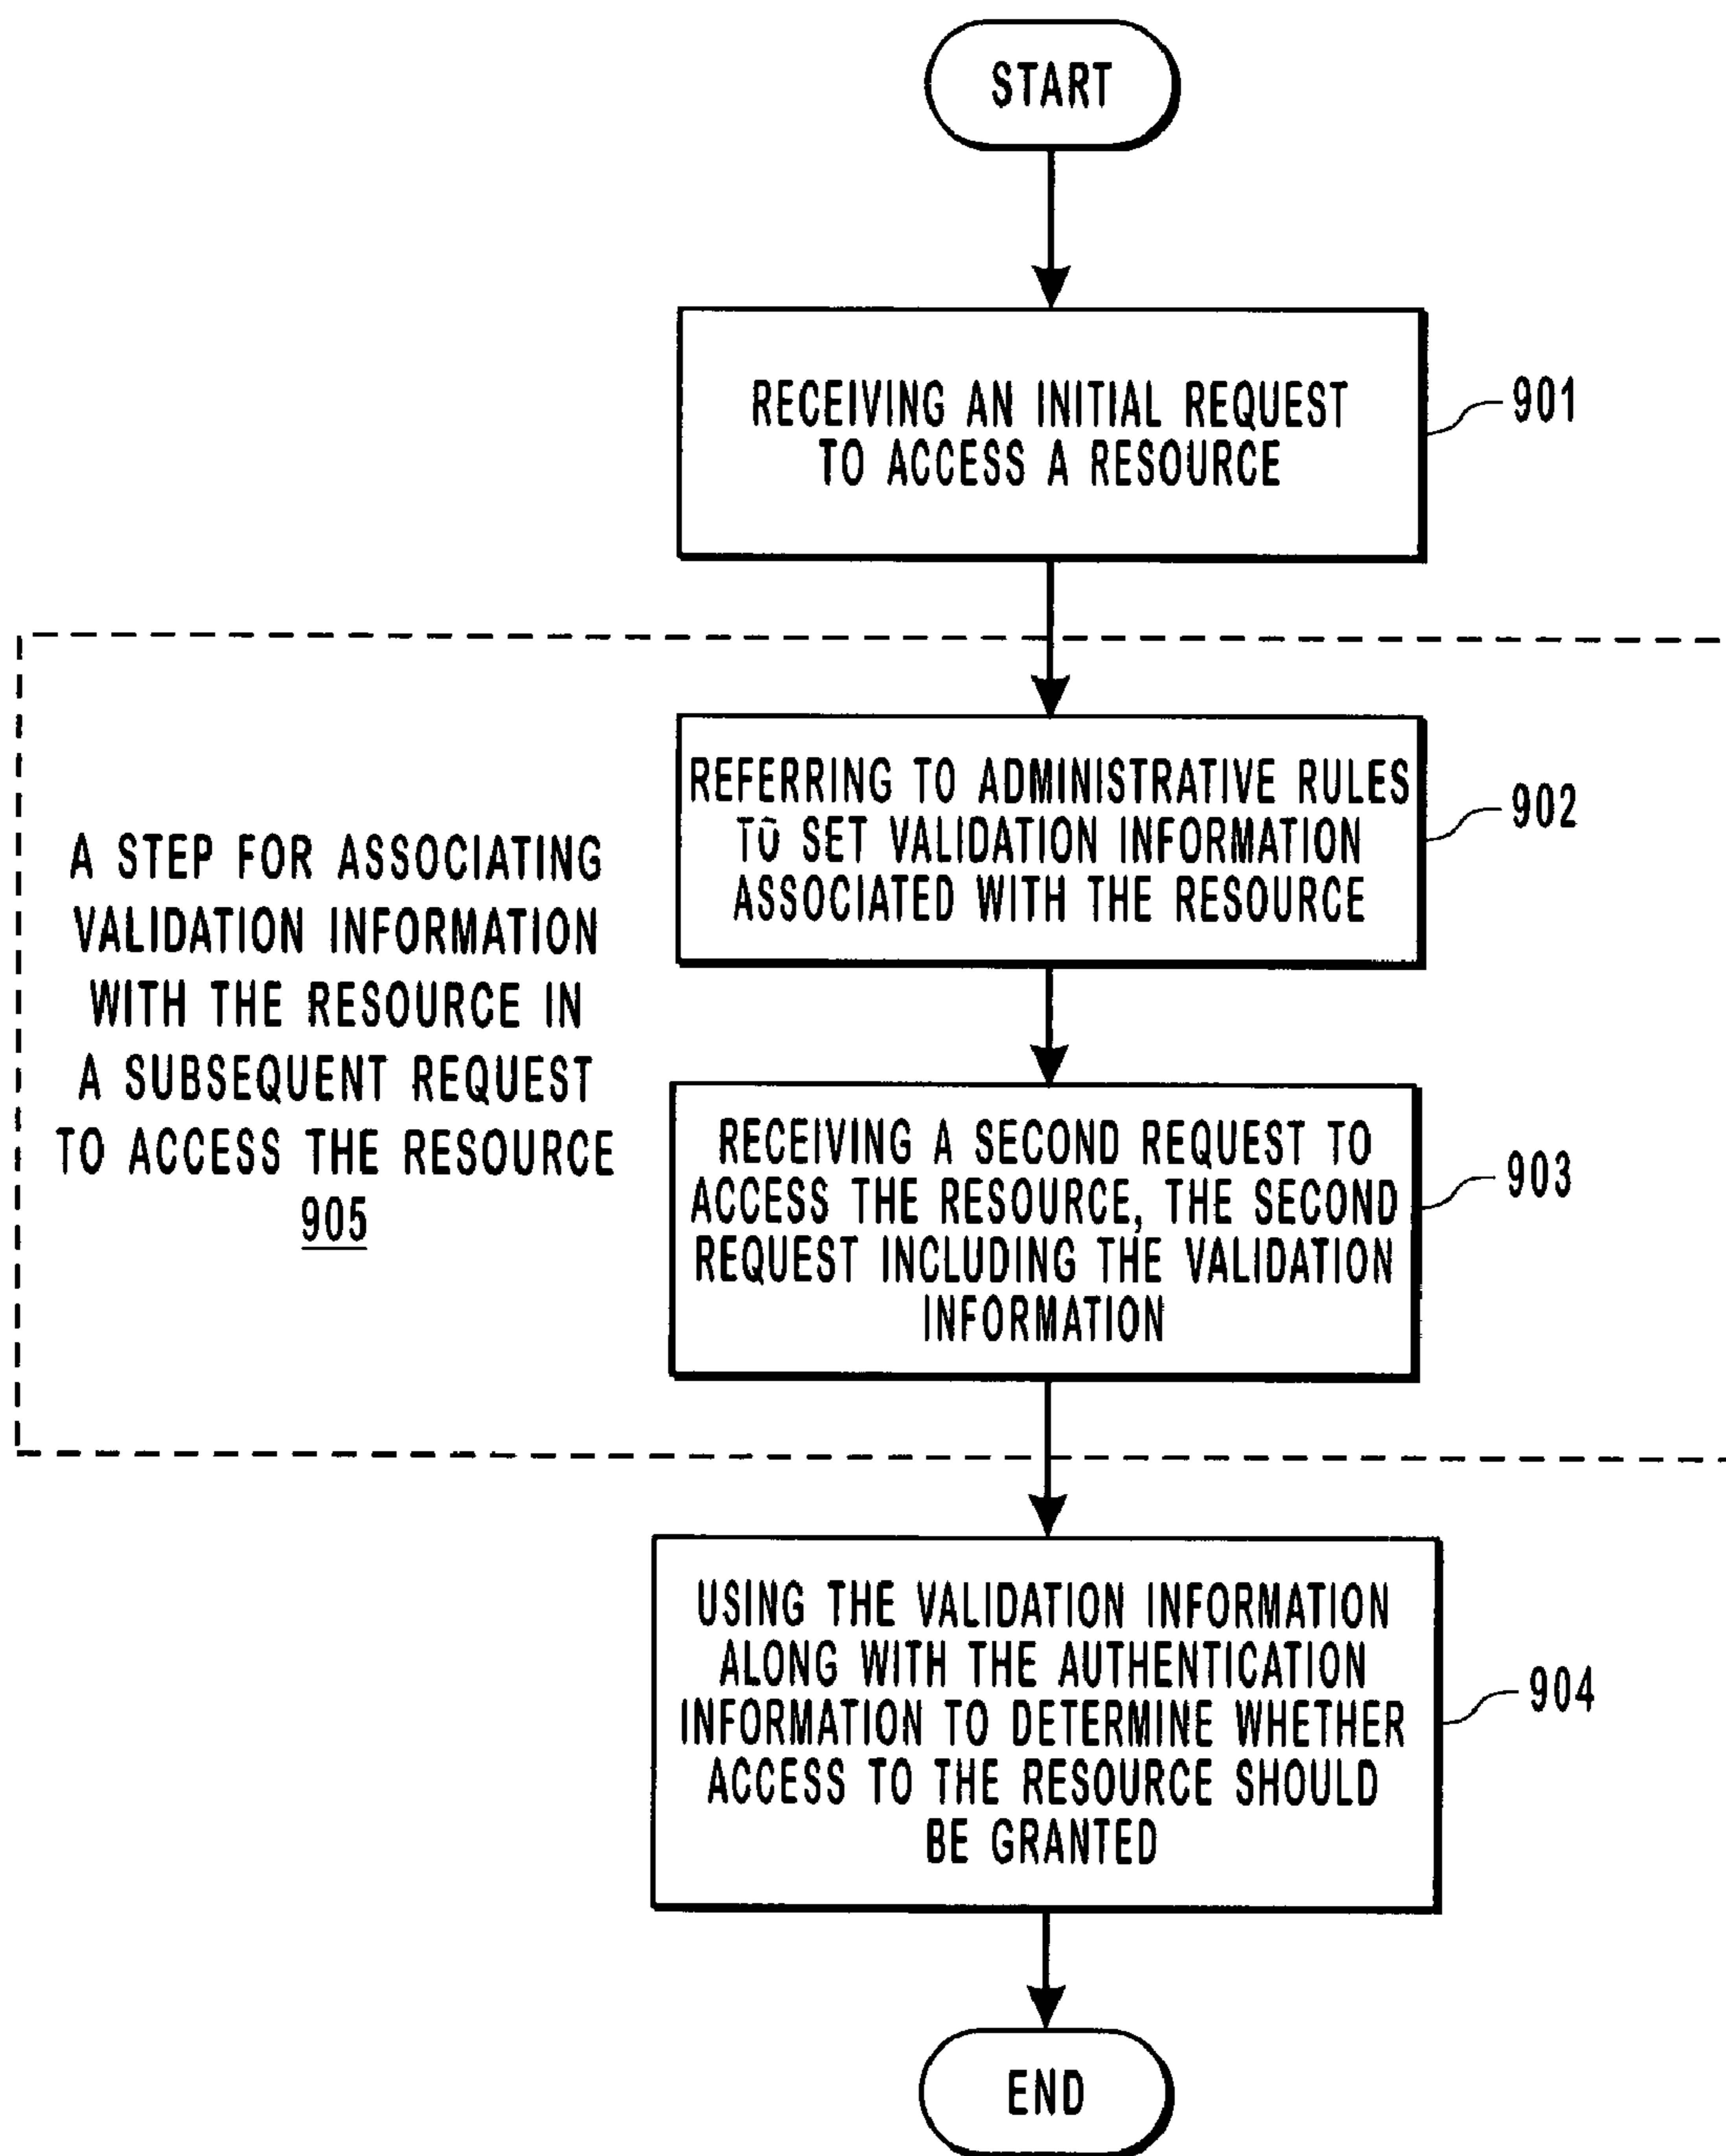 START
RECEIVING AN INITIAL REQUEST
TO ACCESS A RESOURCE
901
REFERRING TO ADMINISTRATIVE RULES
TO SET VALIDATION INFORMATION
ASSOCIATED WITH THE RESOURCE
902
A STEP FOR ASSOCIATING
VALIDATION INFORMATION
WITH THE RESOURCE IN
A SUBSEQUENT REQUEST
TO ACCESS THE RESOURCE
905
RECEIVING A SECOND REQUEST TO
ACCESS THE RESOURCE, THE SECOND
REQUEST INCLUDING THE VALIDATION
INFORMATION
903
USING THE VALIDATION INFORMATION
ALONG WITH THE AUTHENTICATION
INFORMATION TO DETERMINE WHETHER
ACCESS TO THE RESOURCE SHOULD
BE GRANTED
904
END